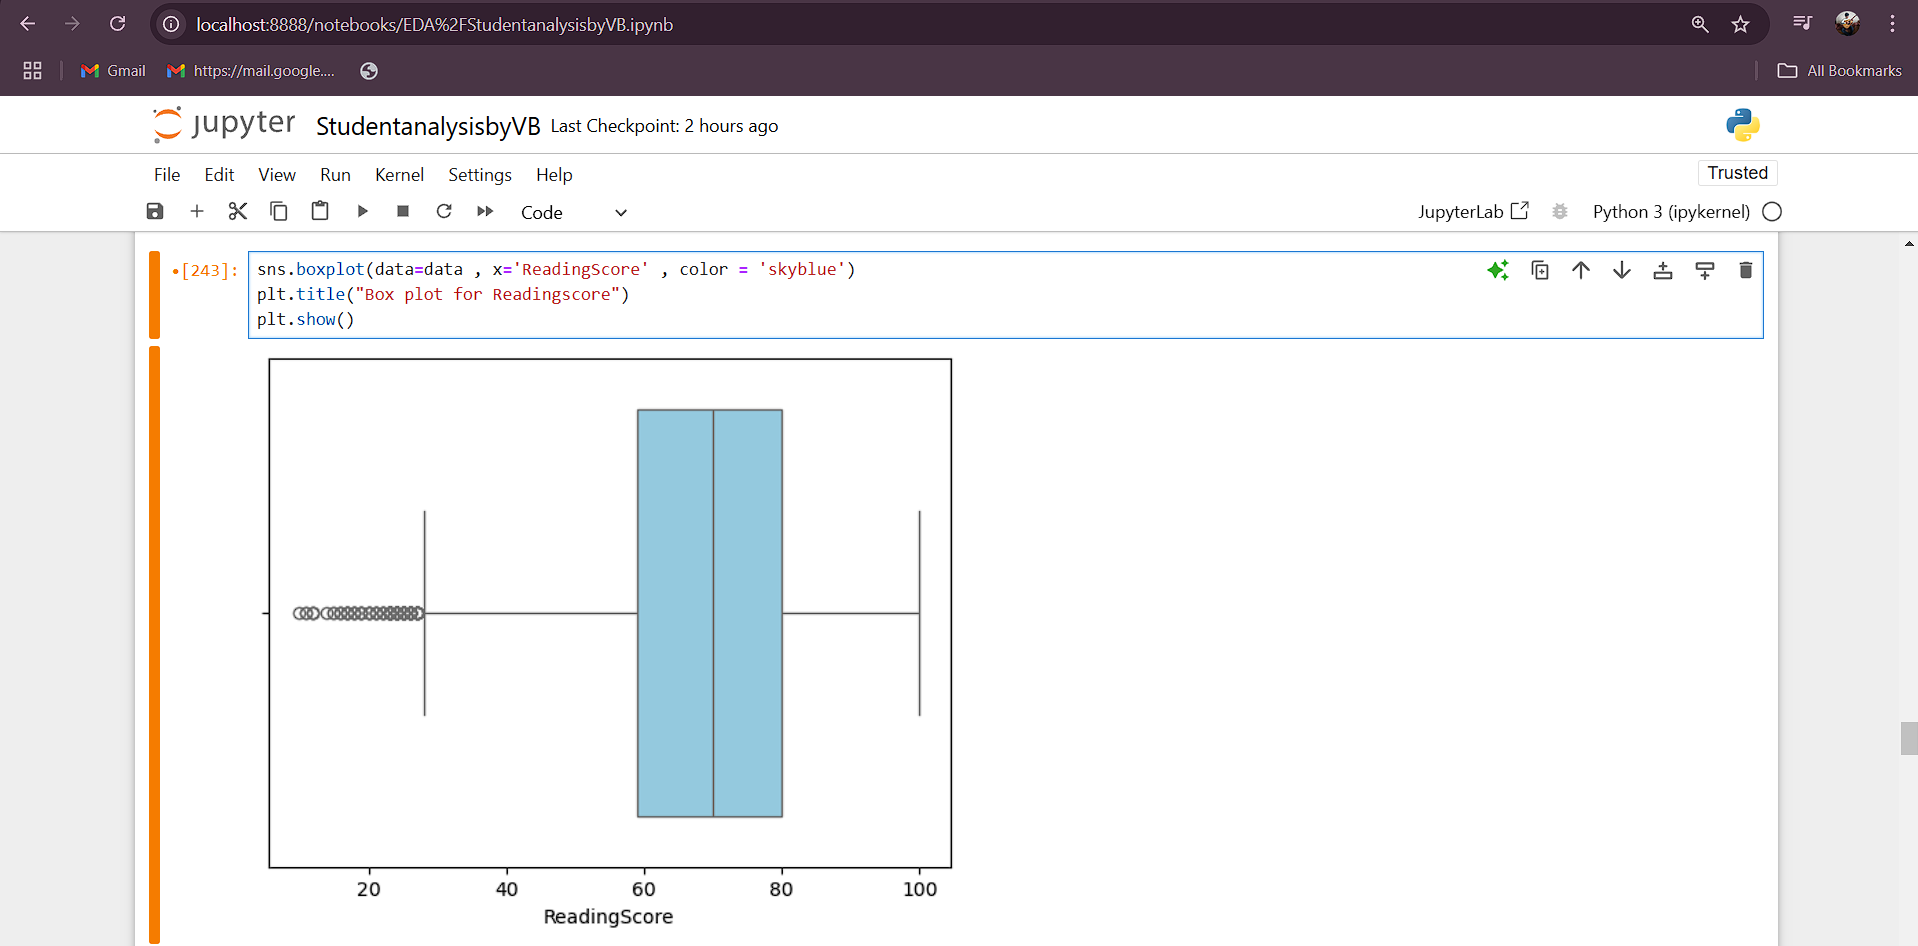 localhost:8888/notebooks/EDA%2FStudentanalysisbyVB.ipynb
Gmail
https://mail.google....
All Bookmarks
jupyter StudentanalysisbyVB Last Checkpoint: 2 hours ago
File Edit View Run Kernel Settings Help
Trusted
Code
JupyterLab
Python 3 (ipykernel)
•[243]:
sns.boxplot(data=data , x='ReadingScore' , color = 'skyblue')
plt.title("Box plot for Readingscore")
plt.show()
20 40 60 80 100
ReadingScore